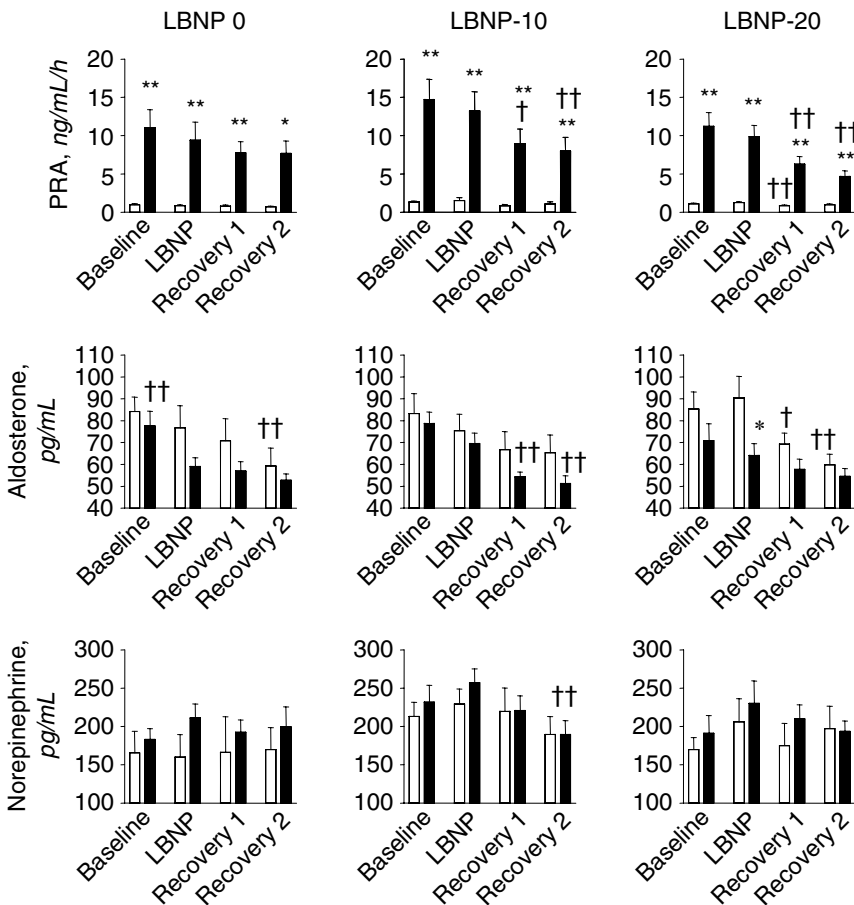 LBNP 0
LBNP-10
LBNP-20
PRA, ng/mL/h
20
15
10
5
0
**
**
**
*
Baseline
LBNP
Recovery 1
Recovery 2
20
15
10
5
0
**
**
**
†
††
**
Baseline
LBNP
Recovery 1
Recovery 2
20
15
10
5
0
**
**
††
††
**
††
**
Baseline
LBNP
Recovery 1
Recovery 2
Aldosterone,
pg/mL
110
100
90
80
70
60
50
40
††
††
Baseline
LBNP
Recovery 1
Recovery 2
110
100
90
80
70
60
50
40
††
††
Baseline
LBNP
Recovery 1
Recovery 2
110
100
90
80
70
60
50
40
*
†
††
Baseline
LBNP
Recovery 1
Recovery 2
Norepinephrine,
pg/mL
300
250
200
150
100
Baseline
LBNP
Recovery 1
Recovery 2
300
250
200
150
100
††
Baseline
LBNP
Recovery 1
Recovery 2
300
250
200
150
100
Baseline
LBNP
Recovery 1
Recovery 2